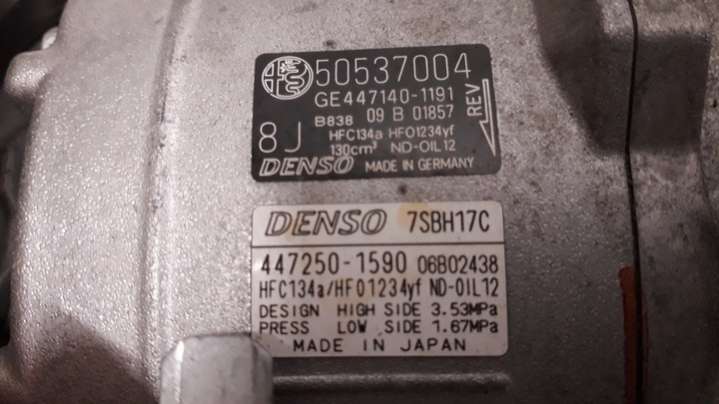 50537004
GE447140-1191
B838 09 B 01857
8J
HFC134a HFO1234yf
130cm³ ND-OIL12
REV
DENSO MADE IN GERMANY
DENSO 7SBH17C
447250-1590 06B02438
HFC134a/HFO1234yf ND-OIL12
DESIGN HIGH SIDE 3.53MPa
PRESS LOW SIDE 1.67MPa
MADE IN JAPAN